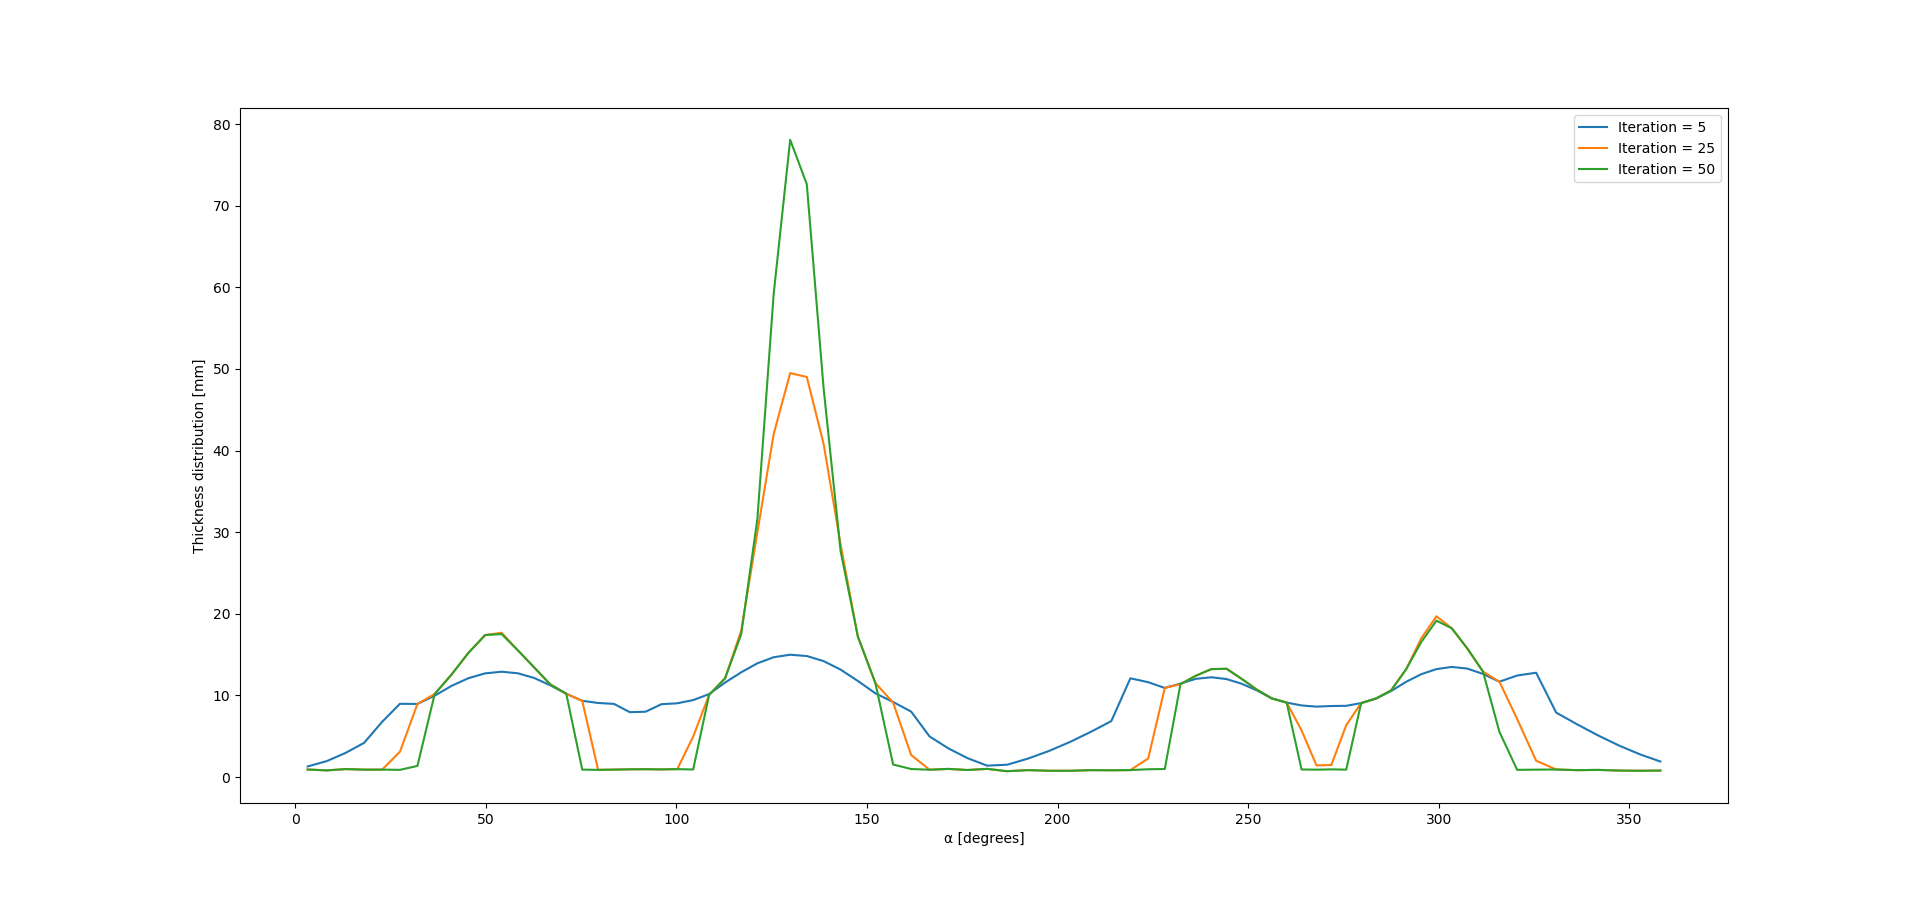 80
70
60
50
40
30
20
10
0
Thickness distribution [mm]
Iteration = 5
Iteration = 25
Iteration = 50
0 50 100 150 200 250 300 350
α [degrees]